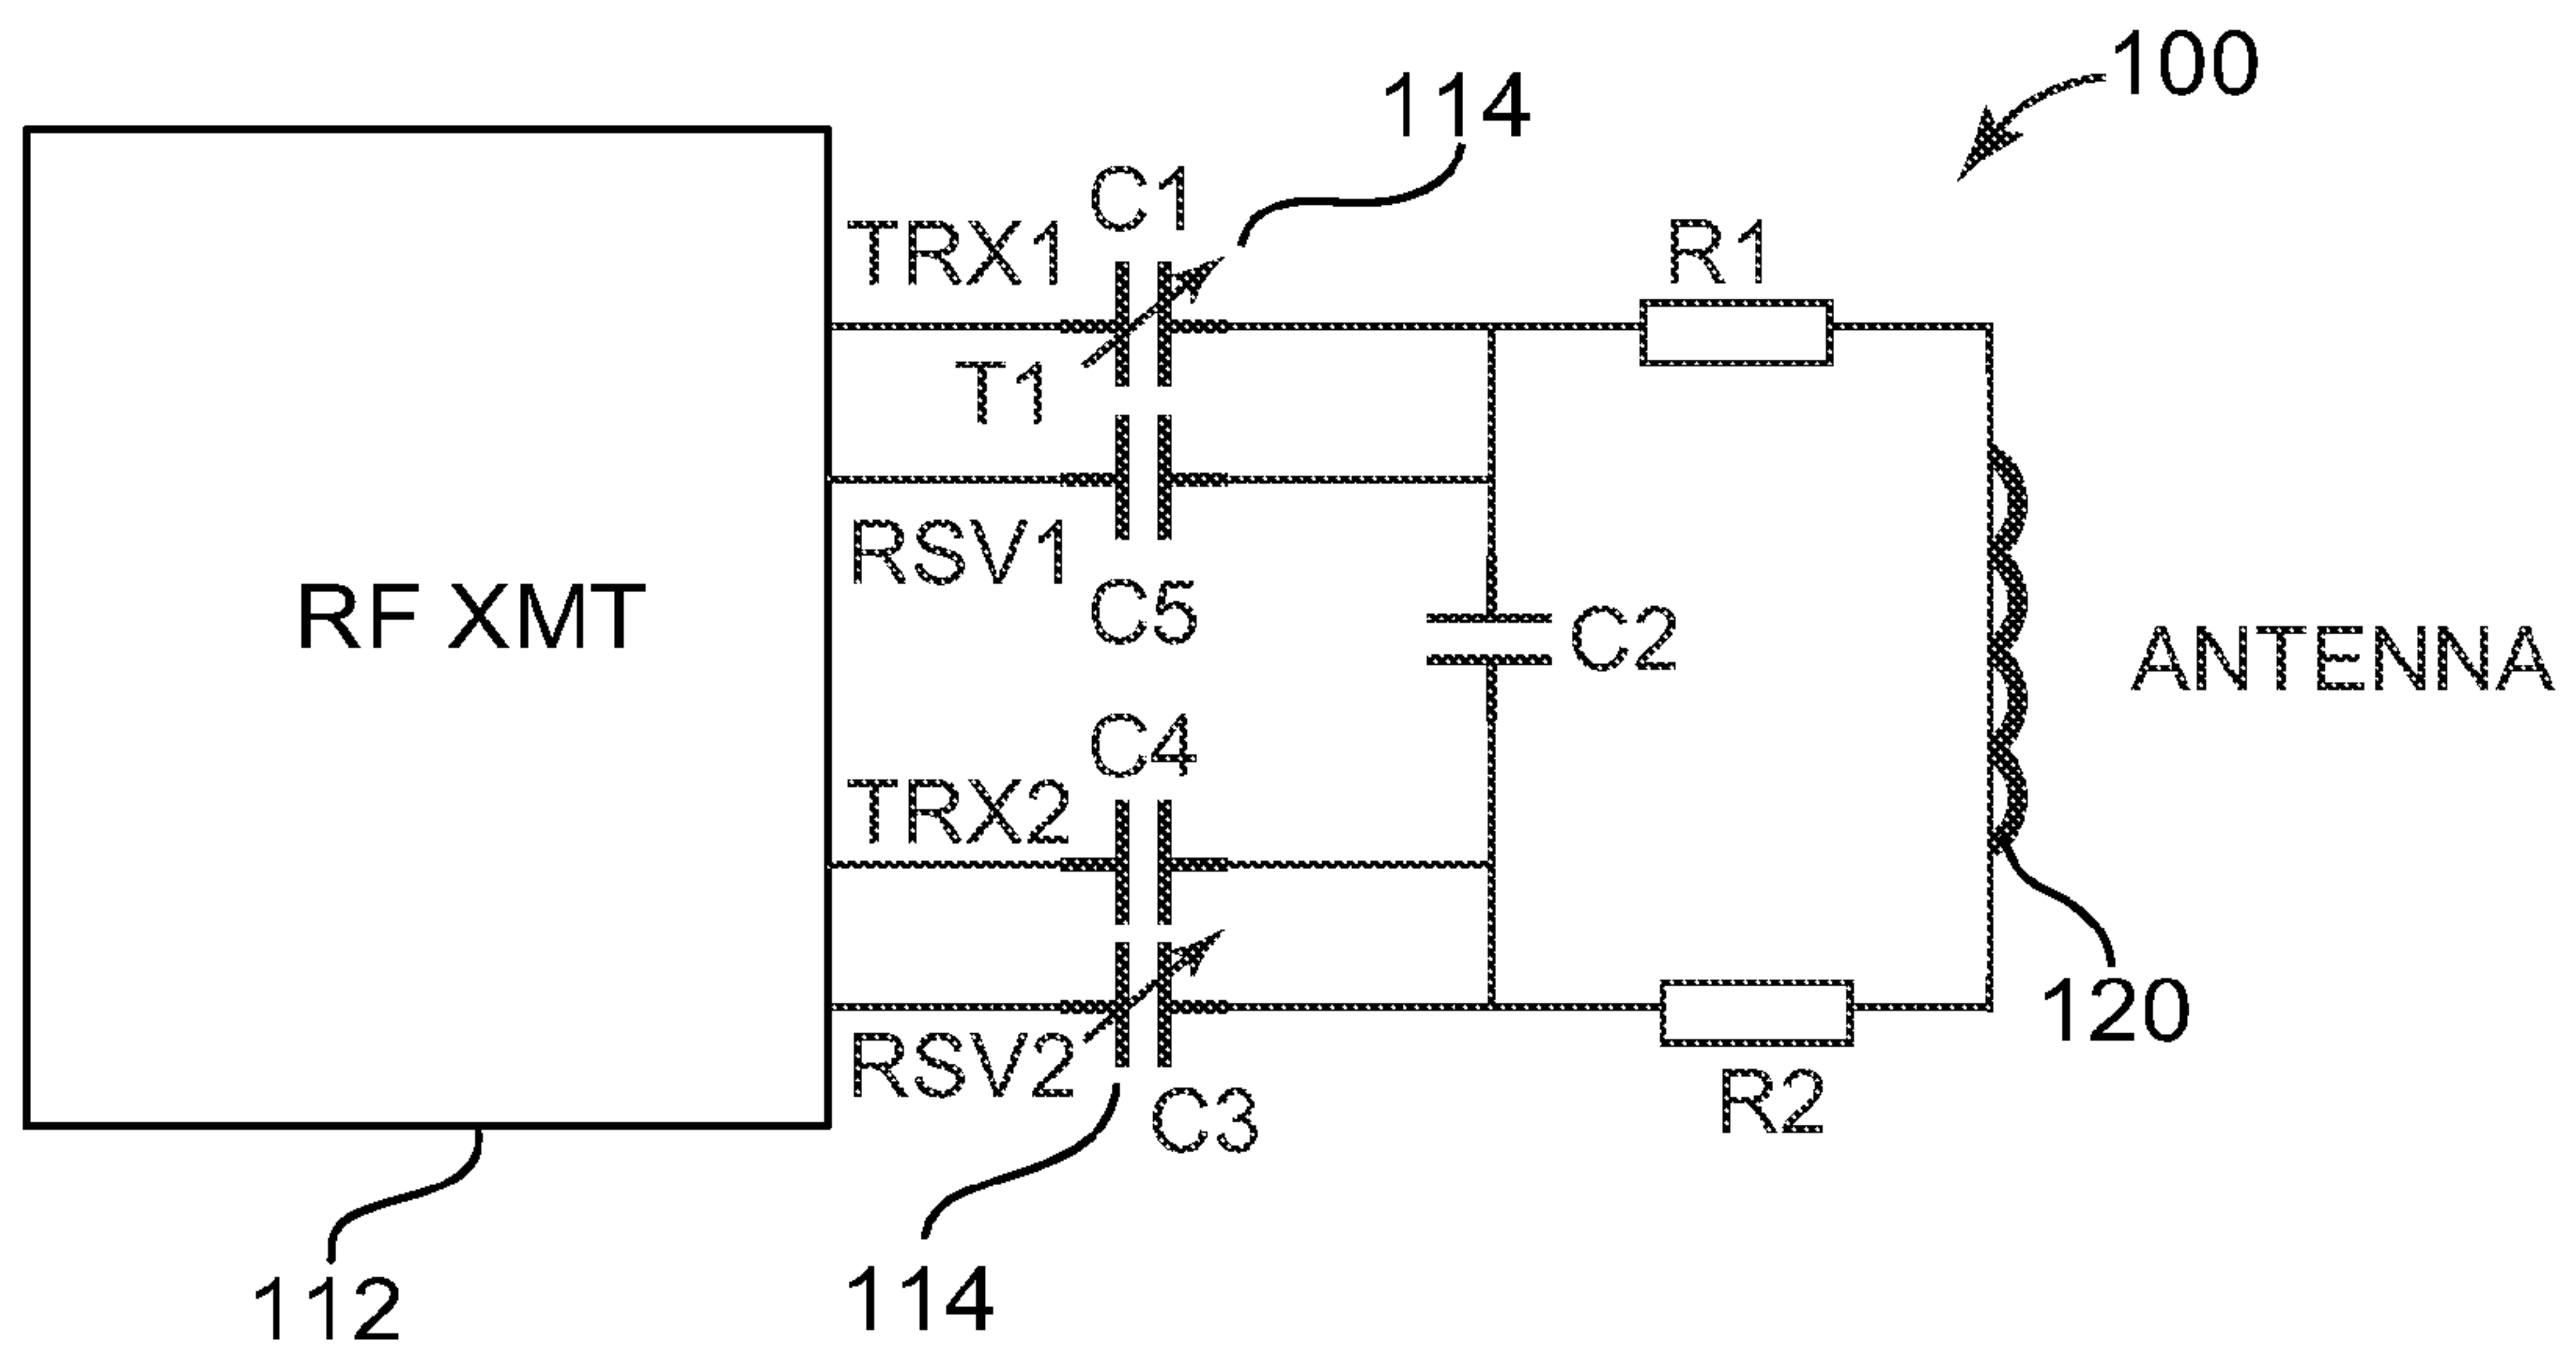 100
114
C1
TRX1
R1
T1
RSV1
C5
RF XMT
C2
ANTENNA
C4
TRX2
120
RSV2
C3
R2
112
114